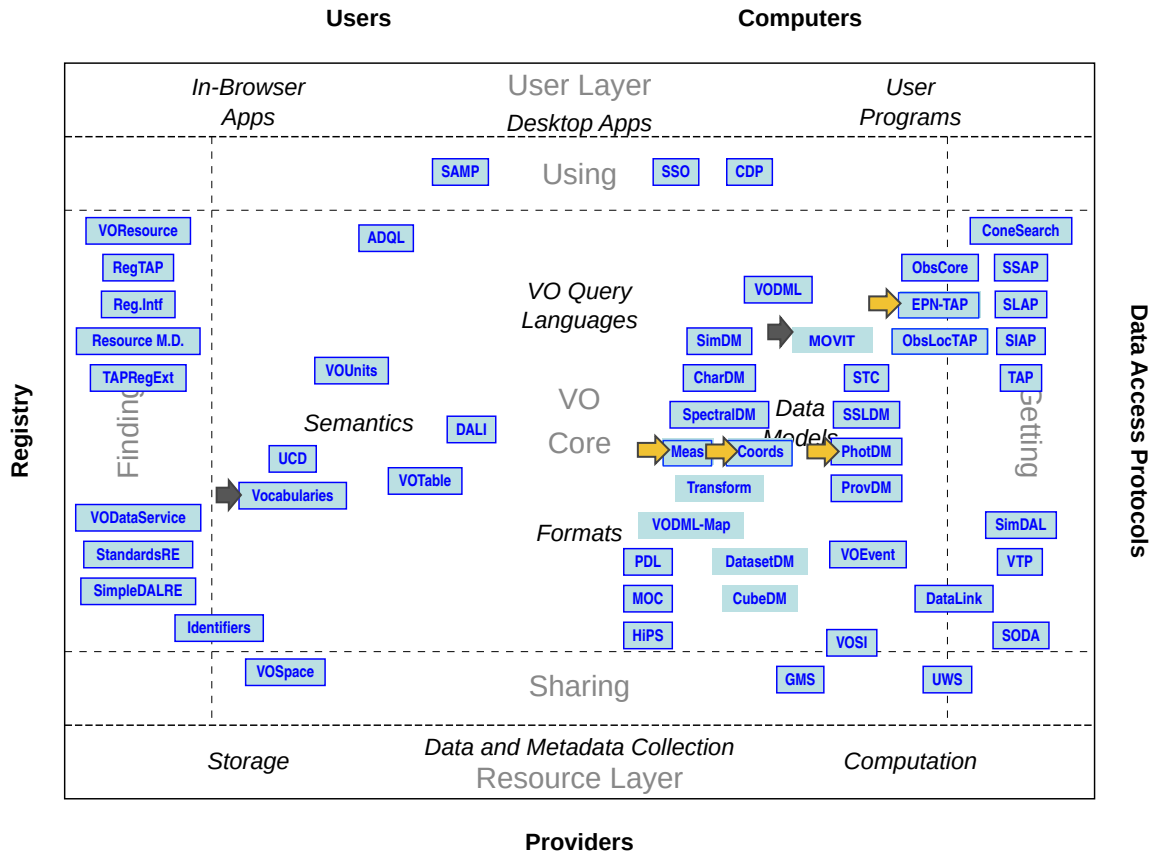 Users
Computers
In-Browser
Apps
User Layer
Desktop Apps
User
Programs
SAMP
Using
SSO
CDP
VOResource
RegTAP
Reg.Intf
Resource M.D.
TAPRegExt
Finding
VODataService
StandardsRE
SimpleDALRE
Identifiers
ADQL
VO Query
Languages
VOUnits
Semantics
DALI
UCD
VOTable
Vocabularies
VO
Core
Formats
VODML
SimDM
MOVIT
CharDM
STC
SpectralDM
Data
Models
SSLDM
Meas
Coords
PhotDM
Transform
ProvDM
VODML-Map
PDL
DatasetDM
VOEvent
MOC
CubeDM
HiPS
VOSI
ConeSearch
ObsCore
SSAP
EPN-TAP
SLAP
ObsLocTAP
SIAP
TAP
Getting
SimDAL
VTP
DataLink
SODA
VOSpace
Sharing
GMS
UWS
Storage
Data and Metadata Collection
Resource Layer
Computation
Registry
Data Access Protocols
Providers